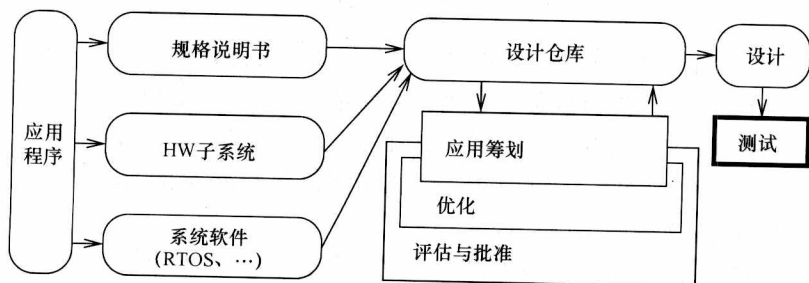 应用
程序
规格说明书
HW子系统
系统软件
(RTOS、…)
设计仓库
应用筹划
优化
评估与批准
设计
测试